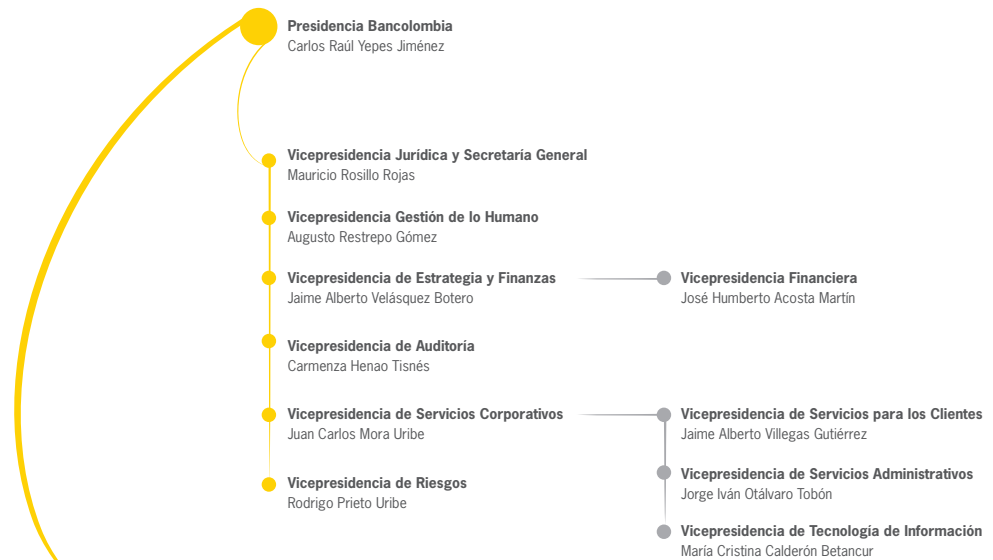 Presidencia Bancolombia
Carlos Raúl Yepes Jiménez
Vicepresidencia Jurídica y Secretaría General
Mauricio Rosillo Rojas
Vicepresidencia Gestión de lo Humano
Augusto Restrepo Gómez
Vicepresidencia de Estrategia y Finanzas
Jaime Alberto Velásquez Botero
Vicepresidencia Financiera
José Humberto Acosta Martín
Vicepresidencia de Auditoría
Carmenza Henao Tisnés
Vicepresidencia de Servicios Corporativos
Juan Carlos Mora Uribe
Vicepresidencia de Servicios para los Clientes
Jaime Alberto Villegas Gutiérrez
Vicepresidencia de Servicios Administrativos
Jorge Iván Otálvaro Tobón
Vicepresidencia de Tecnología de Información
María Cristina Calderón Betancur
Vicepresidencia de Riesgos
Rodrigo Prieto Uribe